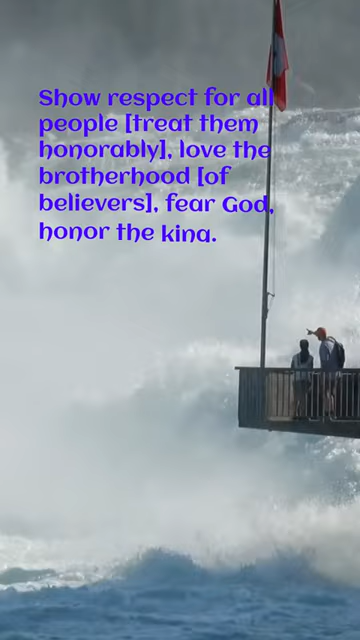 Show respect for all
people [treat them
honorably], love the
brotherhood [of
believers], fear God,
honor the king.